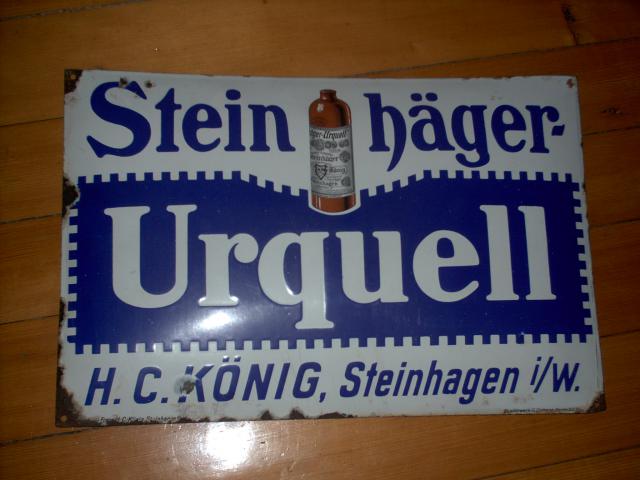 Stein häger-
Urquell
H. C. KÖNIG, Steinhagen i/W.